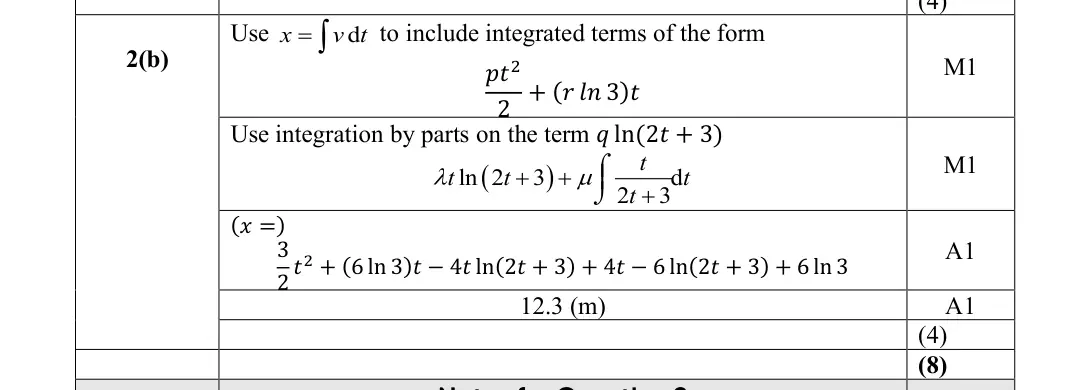 (4)
2(b)
Use x = ∫ v dt to include integrated terms of the form
pt²/2 + (r ln 3)t
M1
Use integration by parts on the term q ln(2t + 3)
λt ln(2t + 3) + μ ∫ t/(2t + 3) dt
M1
(x =)
3/2 t² + (6 ln 3)t − 4t ln(2t + 3) + 4t − 6 ln(2t + 3) + 6 ln 3
A1
12.3 (m)
A1
(4)
(8)